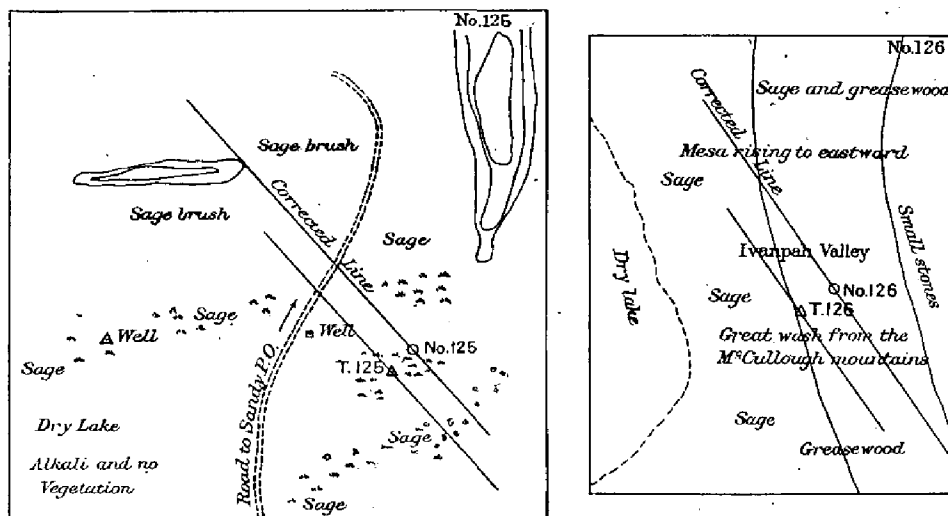 No.125
Sage brush
Sage brush
Corrected
Line
Sage
Sage
Well
Well
Sage
No.125
T.125
Road to Sandy P.O.
Sage
Dry Lake
Alkali and no
Vegetation
Sage
No.126
Sage and greasewood
Corrected
Line
Mesa rising to eastward
Sage
Dry lake
Ivanpah Valley
Small stones
Sage
No.126
T.126
Great wash from the
McCullough mountains
Sage
Greasewood